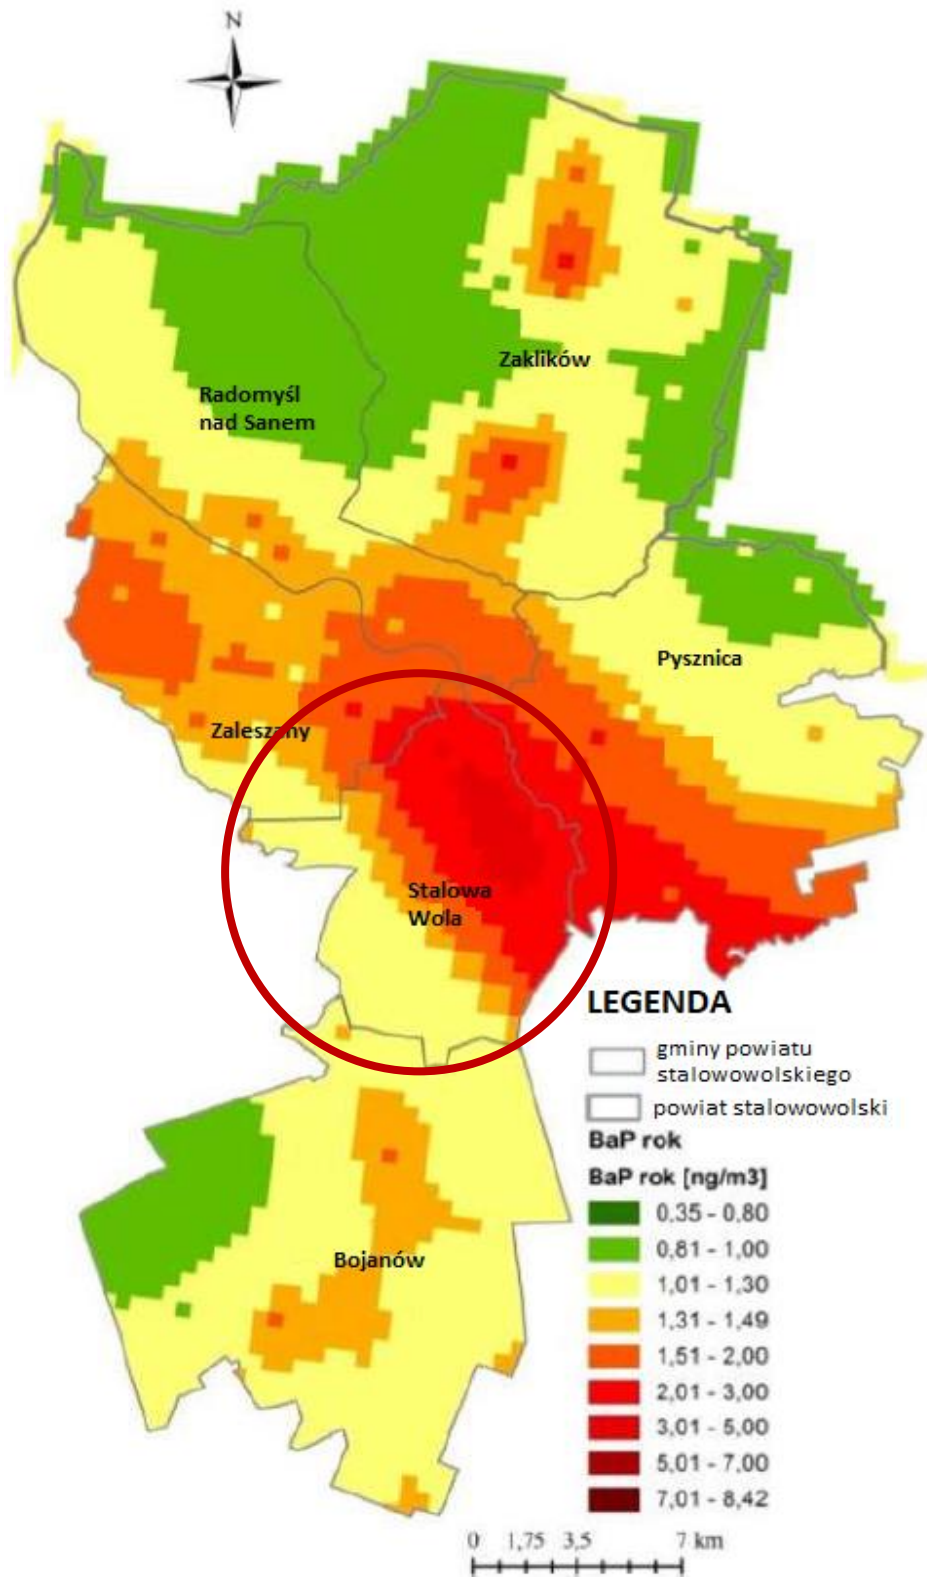 N
Zaklików
Radomyśl
nad Sanem
Pysznica
Zaleszany
Stalowa
Wola
Bojanów
LEGENDA
gminy powiatu
stalowowolskiego
powiat stalowowolski
BaP rok
BaP rok [ng/m3]
0,35 - 0,80
0,81 - 1,00
1,01 - 1,30
1,31 - 1,49
1,51 - 2,00
2,01 - 3,00
3,01 - 5,00
5,01 - 7,00
7,01 - 8,42
0 1,75 3,5 7 km